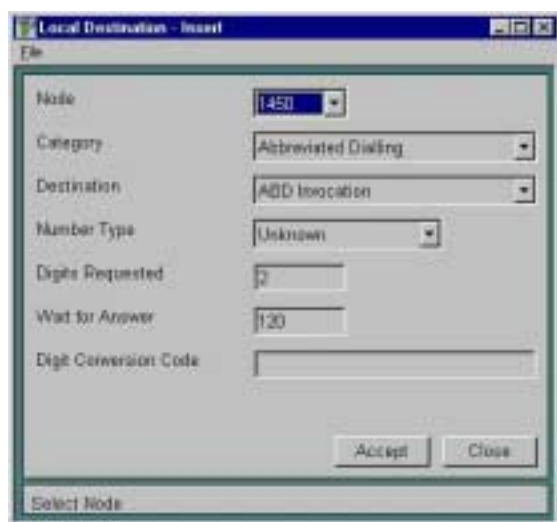 Local Destination - Insert
File
Node 1450
Category Abbreviated Dialling
Destination ABD Invocation
Number Type Unknown
Digits Requested 2
Wait for Answer 120
Digit Conversion Code
Accept Close
Select Node